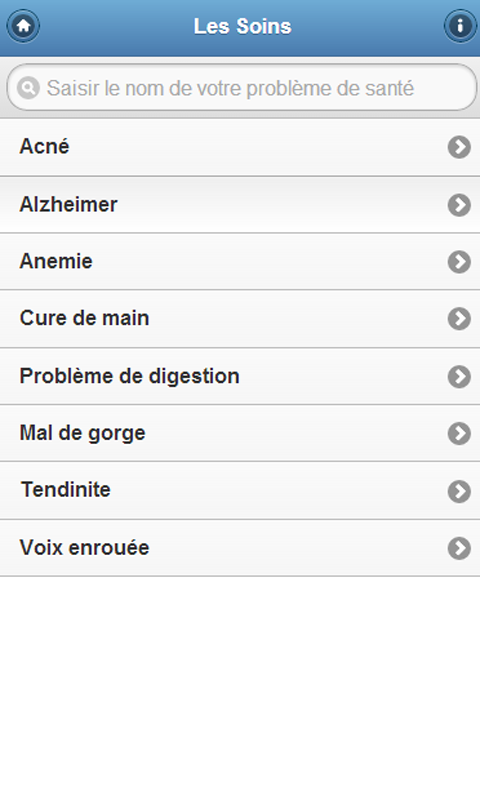 Les Soins
Saisir le nom de votre problème de santé
Acné
Alzheimer
Anemie
Cure de main
Problème de digestion
Mal de gorge
Tendinite
Voix enrouée